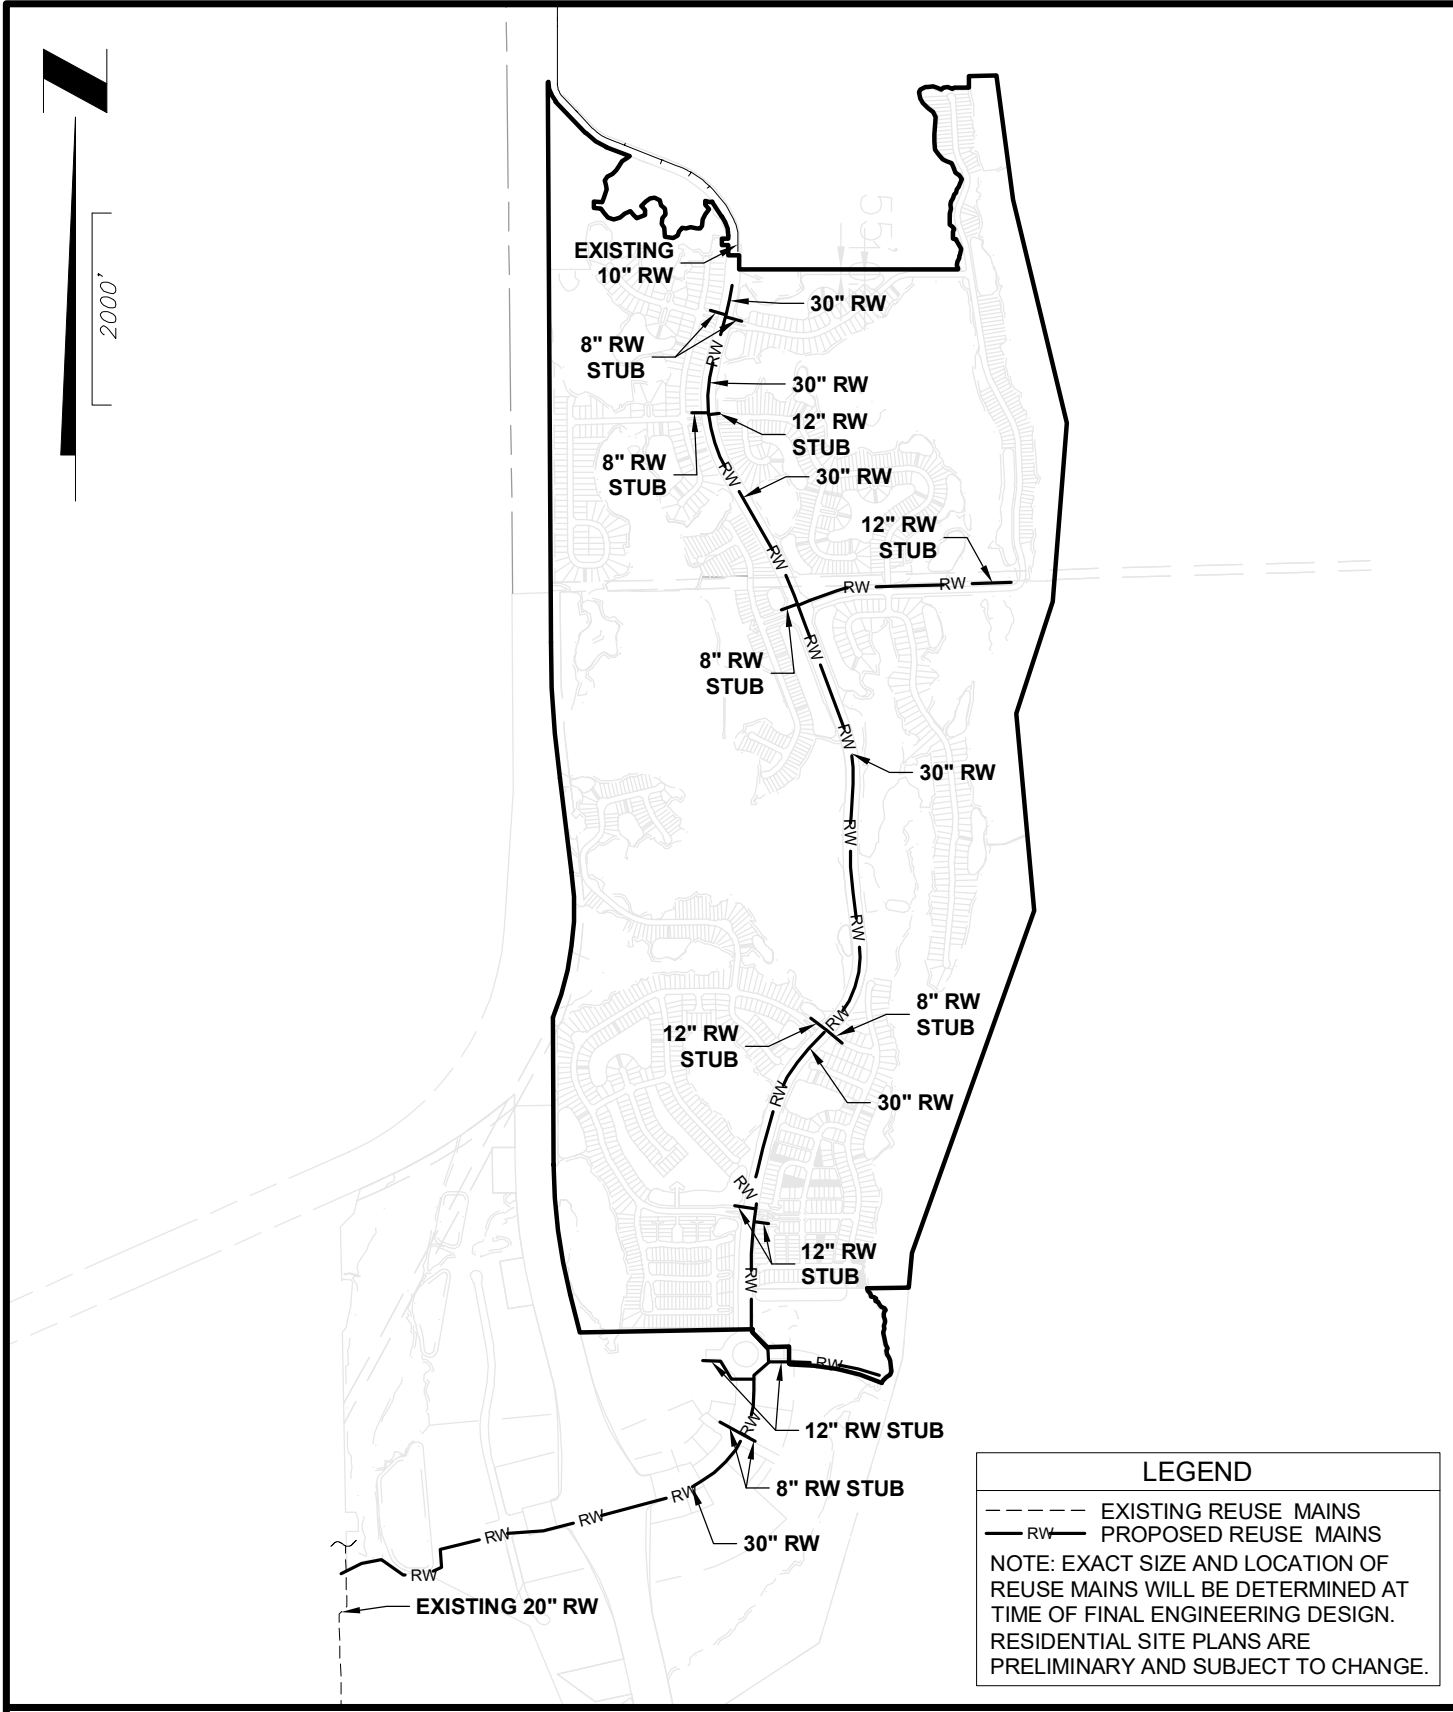 2000'
55'
EXISTING
10" RW
30" RW
8" RW
STUB
RW
30" RW
12" RW
STUB
8" RW
STUB
RW
30" RW
12" RW
STUB
RW
RW
RW
8" RW
STUB
RW
RW
30" RW
RW
RW
8" RW
STUB
12" RW
STUB
RW
30" RW
RW
RW
12" RW
STUB
RW
RW
12" RW STUB
RW
8" RW STUB
RW
RW
RW
30" RW
RW
EXISTING 20" RW
LEGEND
EXISTING REUSE MAINS
RW PROPOSED REUSE MAINS
NOTE: EXACT SIZE AND LOCATION OF
REUSE MAINS WILL BE DETERMINED AT
TIME OF FINAL ENGINEERING DESIGN.
RESIDENTIAL SITE PLANS ARE
PRELIMINARY AND SUBJECT TO CHANGE.